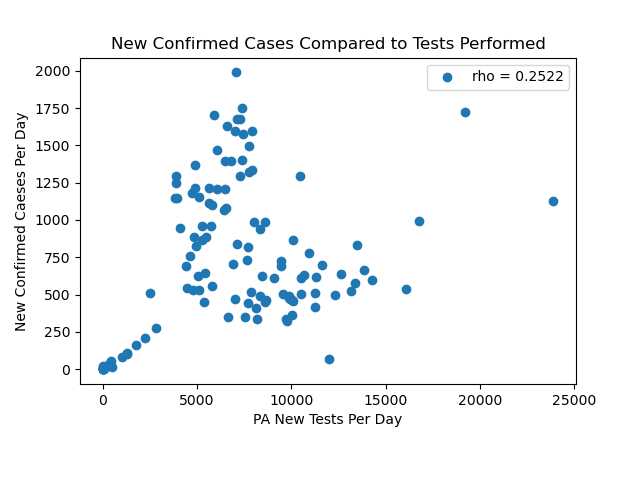 New Confirmed Cases Compared to Tests Performed
rho = 0.2522
New Confirmed Caeses Per Day
2000
1750
1500
1250
1000
750
500
250
0
0 5000 10000 15000 20000 25000
PA New Tests Per Day